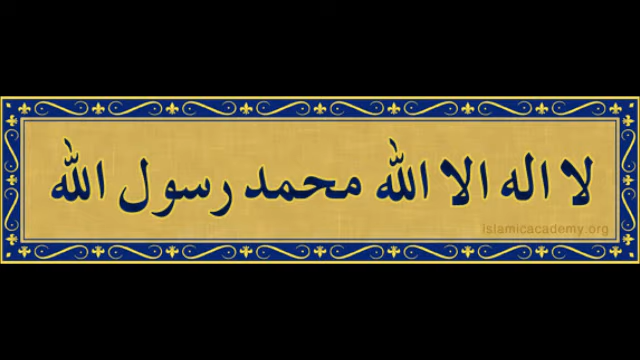 لا اله الا الله محمد رسول الله
islamicacademy.org